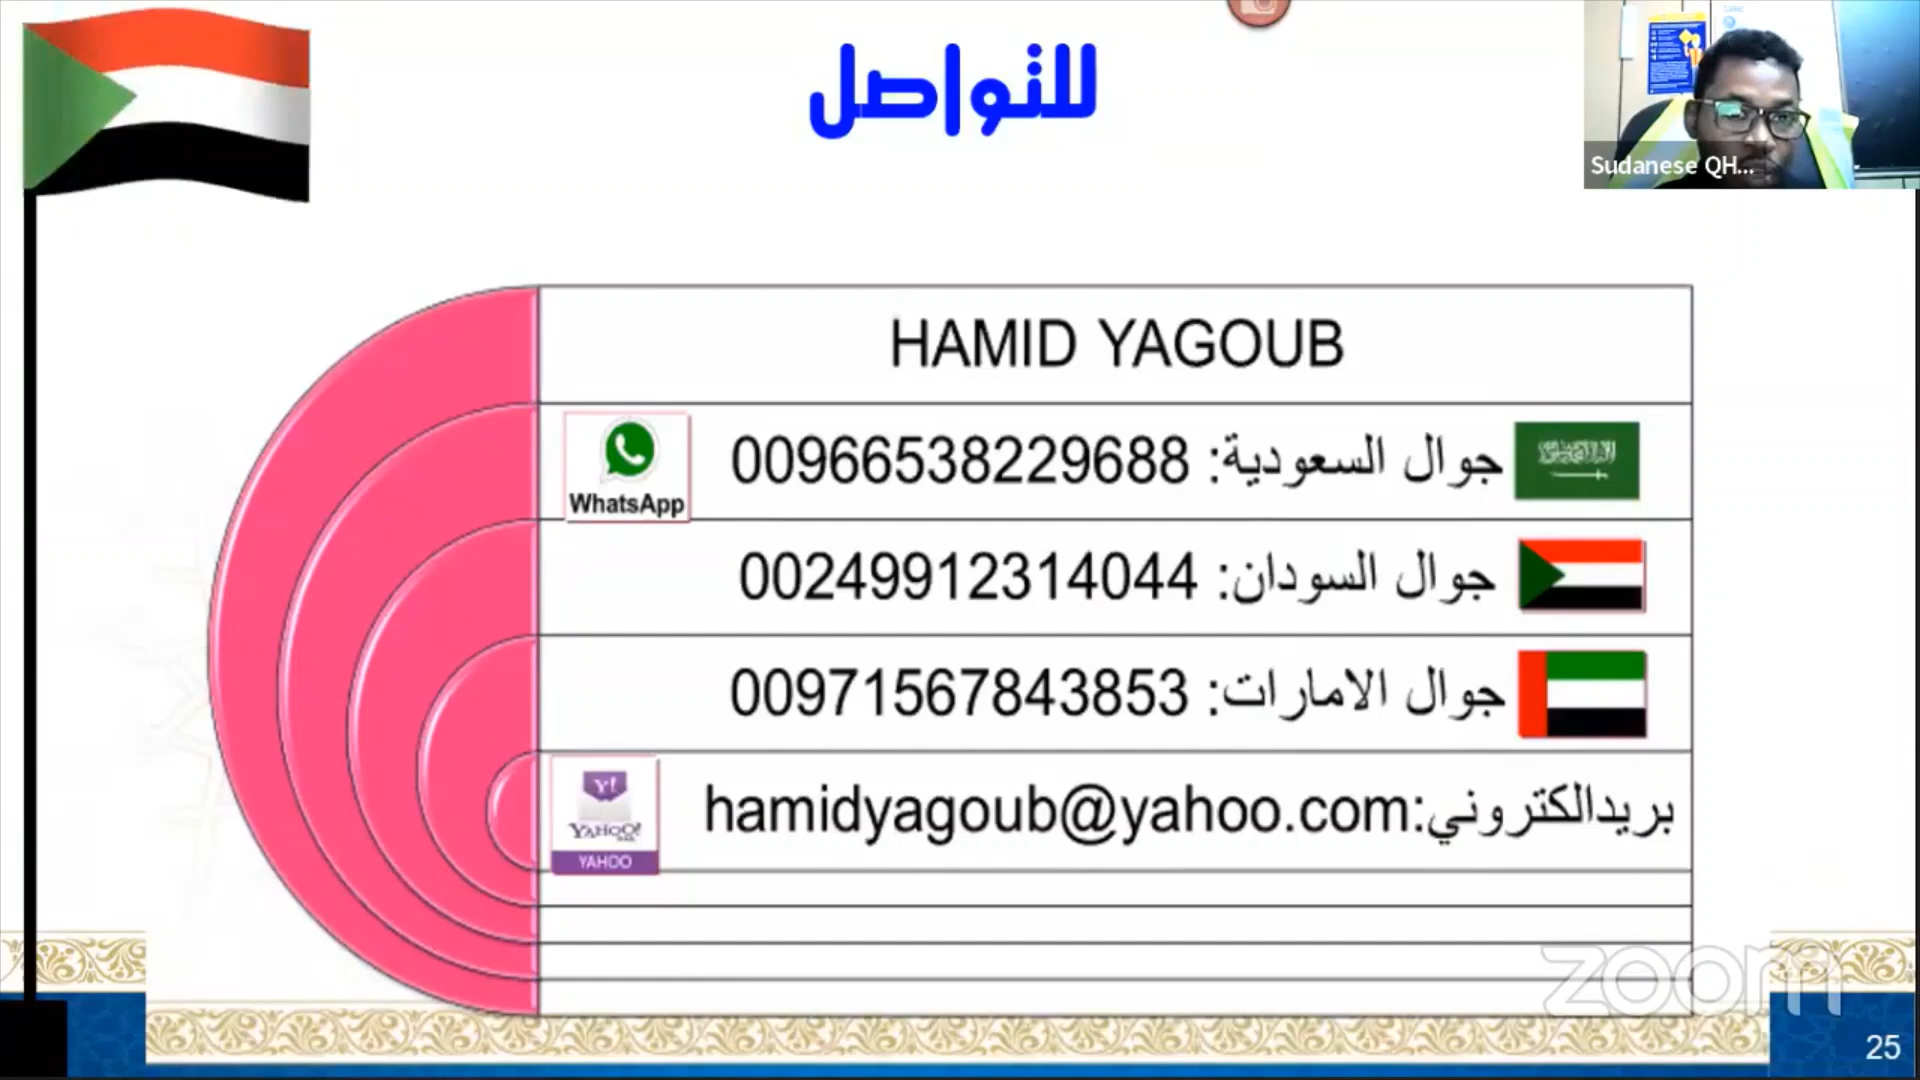 للتواصل
Sudanese QH...
HAMID YAGOUB
جوال السعودية: 00966538229688
WhatsApp
جوال السودان: 00249912314044
جوال الامارات: 00971567843853
بريدالكتروني:hamidyagoub@yahoo.com
Y!
YAHOO!
YAHOO
zoom
25